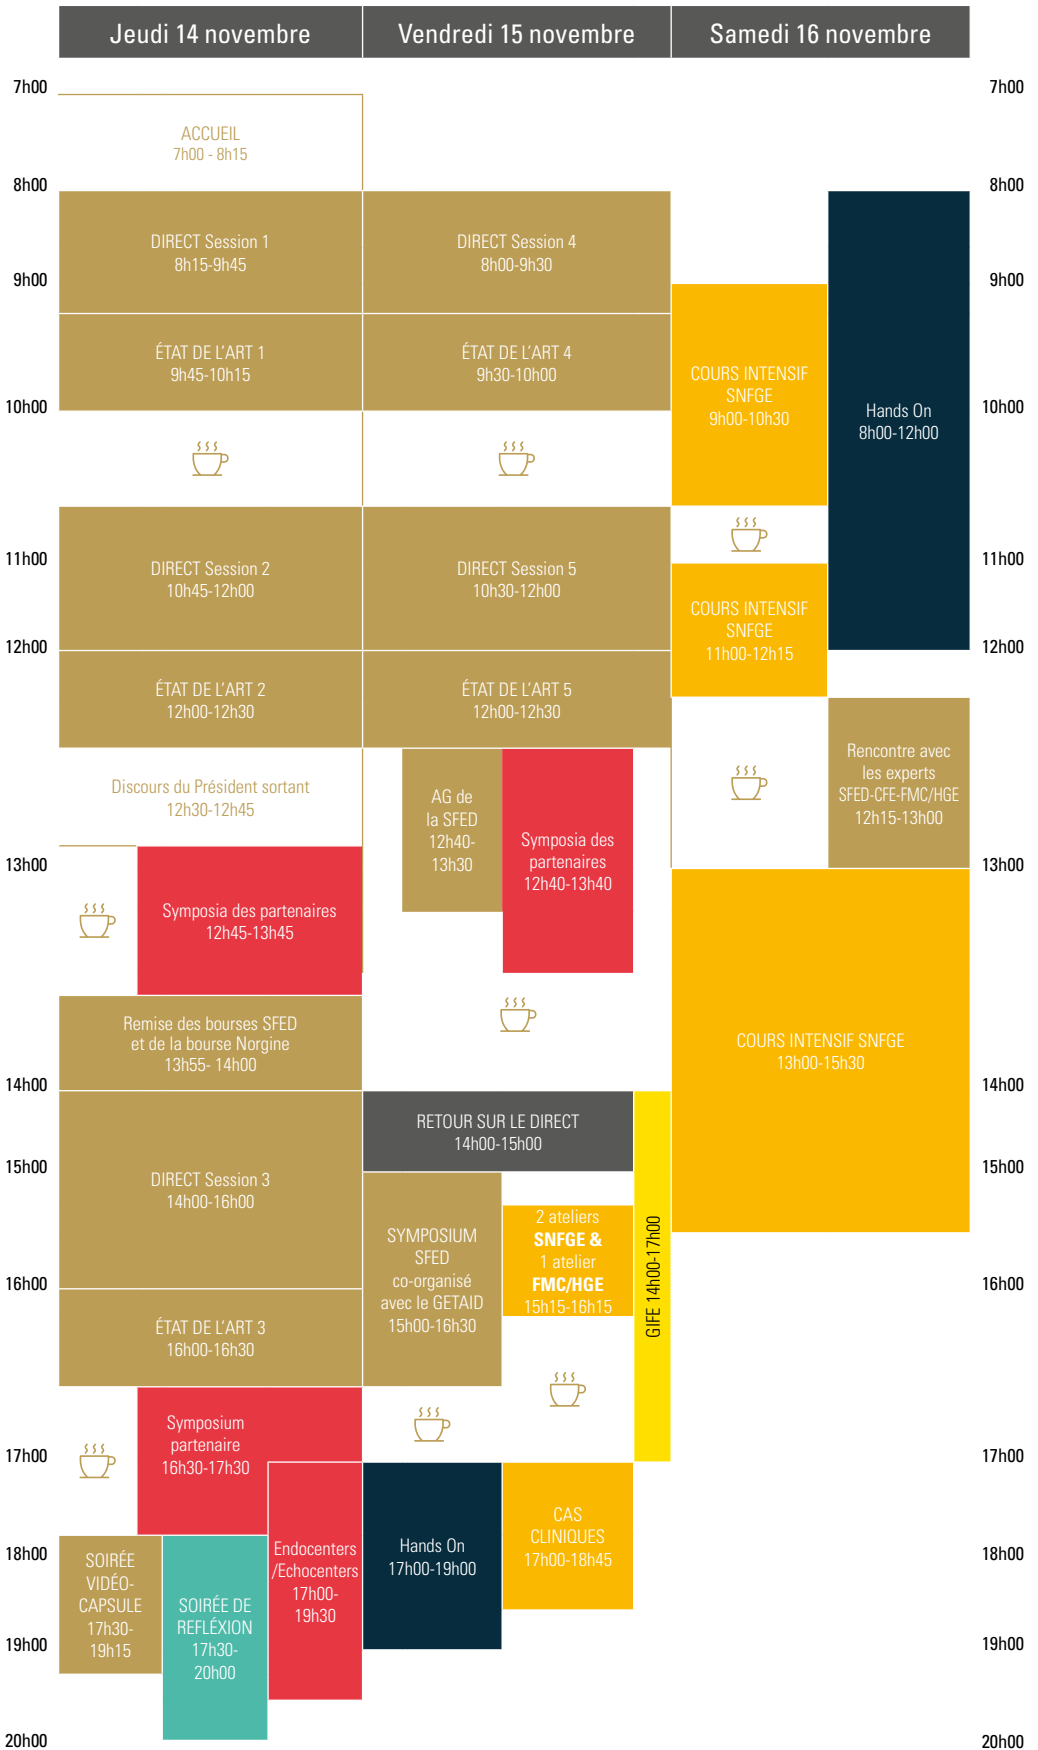 Jeudi 14 novembre
Vendredi 15 novembre
Samedi 16 novembre
7h00
7h00
ACCUEIL
7h00 - 8h15
8h00
8h00
DIRECT Session 1
8h15-9h45
DIRECT Session 4
8h00-9h30
9h00
9h00
ÉTAT DE L'ART 1
9h45-10h15
ÉTAT DE L'ART 4
9h30-10h00
COURS INTENSIF
SNFGE
9h00-10h30
Hands On
8h00-12h00
10h00
10h00
11h00
11h00
DIRECT Session 2
10h45-12h00
DIRECT Session 5
10h30-12h00
COURS INTENSIF
SNFGE
11h00-12h15
12h00
12h00
ÉTAT DE L'ART 2
12h00-12h30
ÉTAT DE L'ART 5
12h00-12h30
Discours du Président sortant
12h30-12h45
AG de
la SFED
12h40-
13h30
Symposia des
partenaires
12h40-13h40
Rencontre avec
les experts
SFED-CFE-FMC/HGE
12h15-13h00
13h00
13h00
Symposia des partenaires
12h45-13h45
Remise des bourses SFED
et de la bourse Norgine
13h55- 14h00
COURS INTENSIF SNFGE
13h00-15h30
14h00
14h00
RETOUR SUR LE DIRECT
14h00-15h00
15h00
15h00
DIRECT Session 3
14h00-16h00
SYMPOSIUM
SFED
co-organisé
avec le GETAID
15h00-16h30
2 ateliers
SNFGE &
1 atelier
FMC/HGE
15h15-16h15
GIFE 14h00-17h00
16h00
16h00
ÉTAT DE L'ART 3
16h00-16h30
Symposium
partenaire
16h30-17h30
17h00
17h00
Endocenters
/Echocenters
17h00-
19h30
Hands On
17h00-19h00
CAS
CLINIQUES
17h00-18h45
18h00
18h00
SOIRÉE
VIDÉO-
CAPSULE
17h30-
19h15
SOIRÉE DE
REFLÉXION
17h30-
20h00
19h00
19h00
20h00
20h00